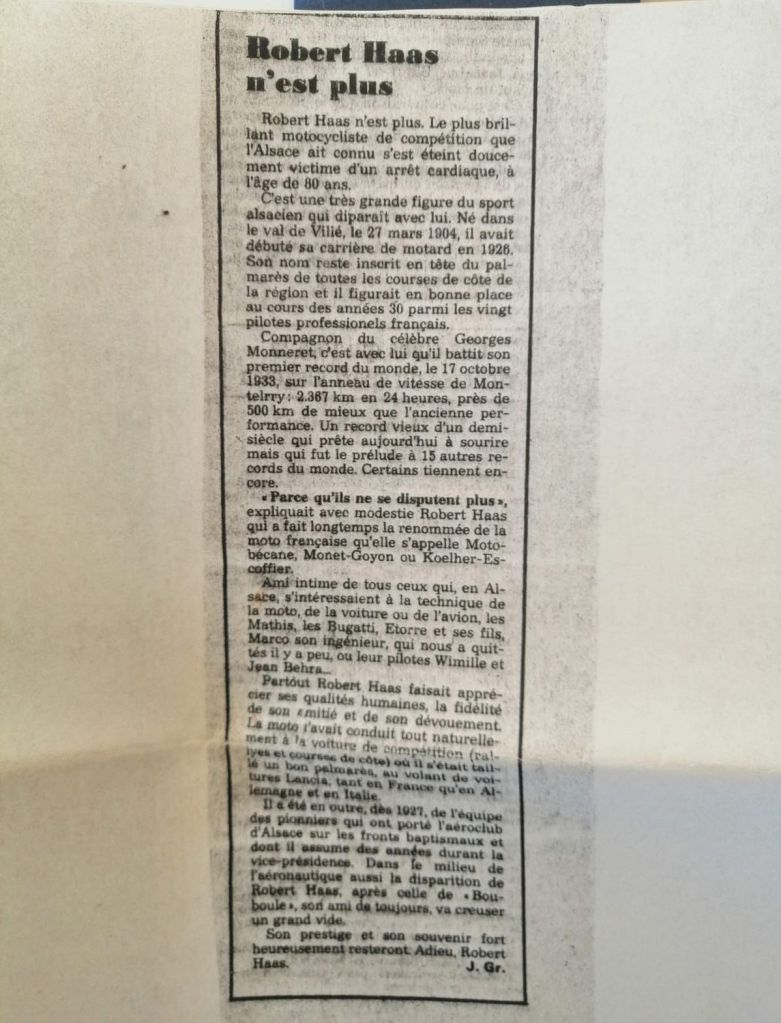 Robert Haas
n'est plus
Robert Haas n'est plus. Le plus bril-
lant motocycliste de compétition que
l'Alsace ait connu s'est éteint douce-
ment victime d'un arrêt cardiaque, à
l'âge de 80 ans.
C'est une très grande figure du sport
alsacien qui diparaît avec lui. Né dans
le val de Villé, le 27 mars 1904, il avait
débuté sa carrière de motard en 1926.
Son nom reste inscrit en tête du pal-
marès de toutes les courses de côte de
la région et il figurait en bonne place
au cours des années 30 parmi les vingt
pilotes professionels français.
Compagnon du célèbre Georges
Monneret, c'est avec lui qu'il battit son
premier record du monde, le 17 octobre
1933, sur l'anneau de vitesse de Mon-
telrry : 2.367 km en 24 heures, près de
500 km de mieux que l'ancienne per-
formance. Un record vieux d'un demi-
siècle qui prête aujourd'hui à sourire
mais qui fut le prélude à 15 autres re-
cords du monde. Certains tiennent en-
core.
« Parce qu'ils ne se disputent plus »,
expliquait avec modestie Robert Haas
qui a fait longtemps la renommée de la
moto française qu'elle s'appelle Moto-
bécane, Monet-Goyon ou Koelher-Es-
coffier.
Ami intime de tous ceux qui, en Al-
sace, s'intéressaient à la technique de
la moto, de la voiture ou de l'avion, les
Mathis, les Bugatti, Etorre et ses fils,
Marco son ingénieur, qui nous a quit-
tés il y a peu, ou leur pilotes Wimille et
Jean Behra...
Partout Robert Haas faisait appré-
cier ses qualités humaines, la fidélité
de son amitié et de son dévouement.
La moto l'avait conduit tout naturelle-
ment à la voiture de compétition (ral-
lyes et courses de côte) où il s'était tail-
lé un bon palmarès, au volant de voi-
tures Lancia, tant en France qu'en Al-
lemagne et en Italie.
Il a été en outre, dès 1927, de l'équipe
des pionniers qui ont porté l'aéroclub
d'Alsace sur les fronts baptismaux et
dont il assume des années durant la
vice-présidence. Dans le milieu de
l'aéronautique aussi la disparition de
Robert Haas, après celle de « Bou-
boule », son ami de toujours, va creuser
un grand vide.
Son prestige et son souvenir fort
heureusement resteront. Adieu, Robert
Haas. J. Gr.